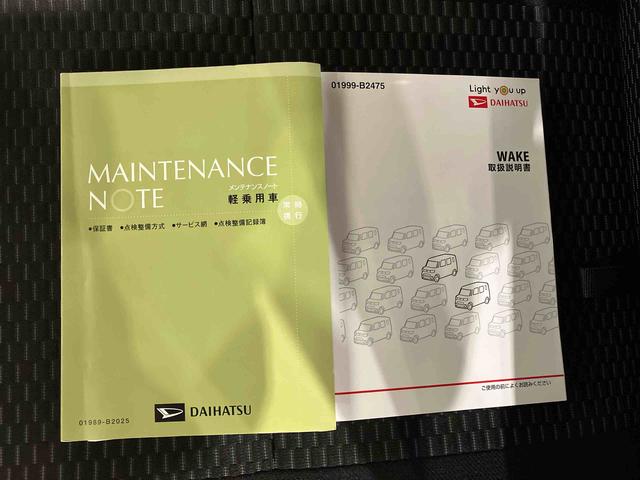 MAINTENANCE
NOTE
メンテナンスノート
軽乗用車
常時
携行
•保証書 •点検整備方式 •サービス網 •点検整備記録簿
DAIHATSU
01989-B2025
01999-B2475
Light you up
DAIHATSU
WAKE
取扱説明書
ご使用の前によくお読みください